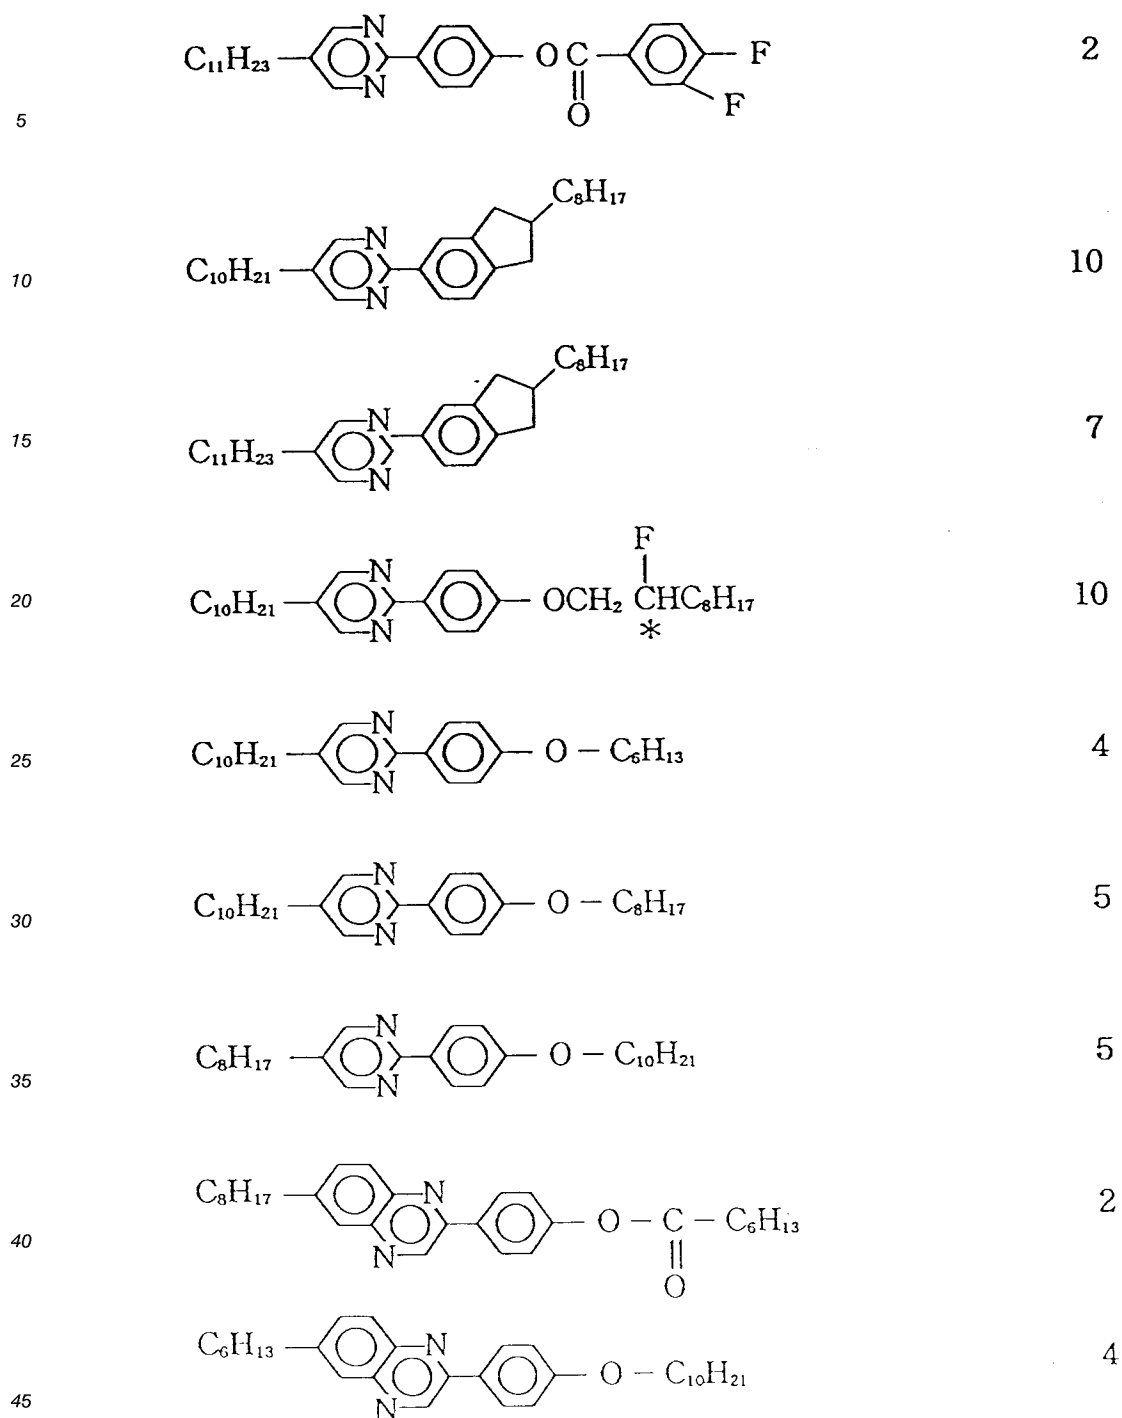 N
C₁₁H₂₃ N OC F 2
O F
5
C₈H₁₇
N
C₁₀H₂₁ N 10
10
C₈H₁₇
N
15 C₁₁H₂₃ N 7
F
N
20 C₁₀H₂₁ N OCH₂ CHC₈H₁₇ 10
*
N
25 C₁₀H₂₁ N O – C₆H₁₃ 4
N
C₁₀H₂₁ N O – C₈H₁₇ 5
30
N
C₈H₁₇ N O – C₁₀H₂₁ 5
35
C₈H₁₇ N 2
N O – C – C₆H₁₃
40
O
C₆H₁₃ N 4
N O – C₁₀H₂₁
45